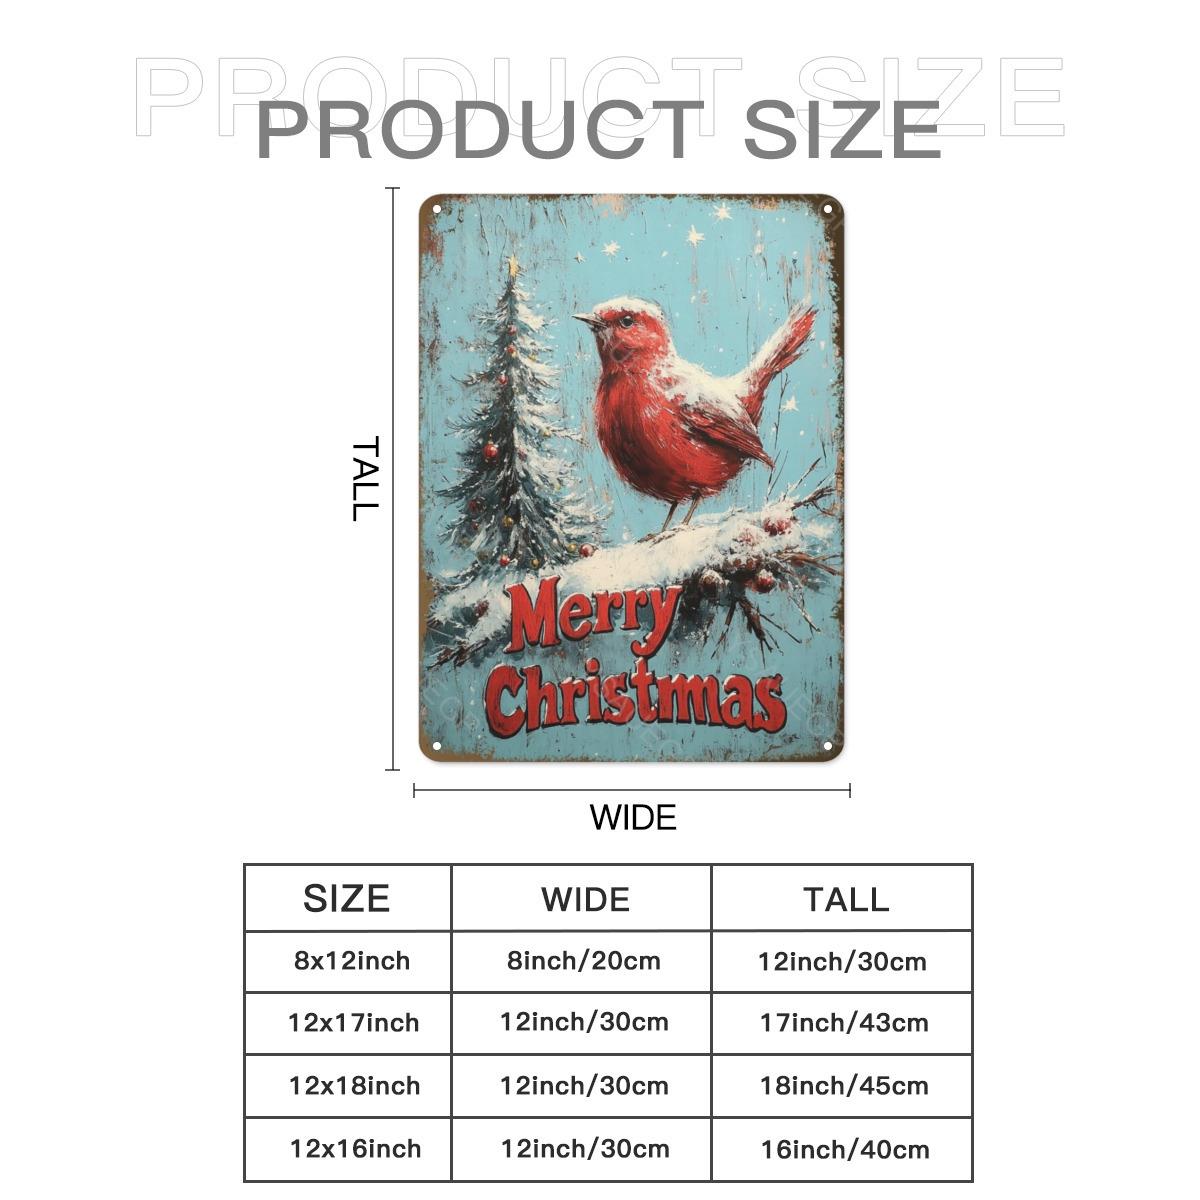 PRODUCT SIZE
PRODUCT SIZE
TALL
Merry
Christmas
WIDE
SIZE WIDE TALL
8x12inch 8inch/20cm 12inch/30cm
12x17inch 12inch/30cm 17inch/43cm
12x18inch 12inch/30cm 18inch/45cm
12x16inch 12inch/30cm 16inch/40cm